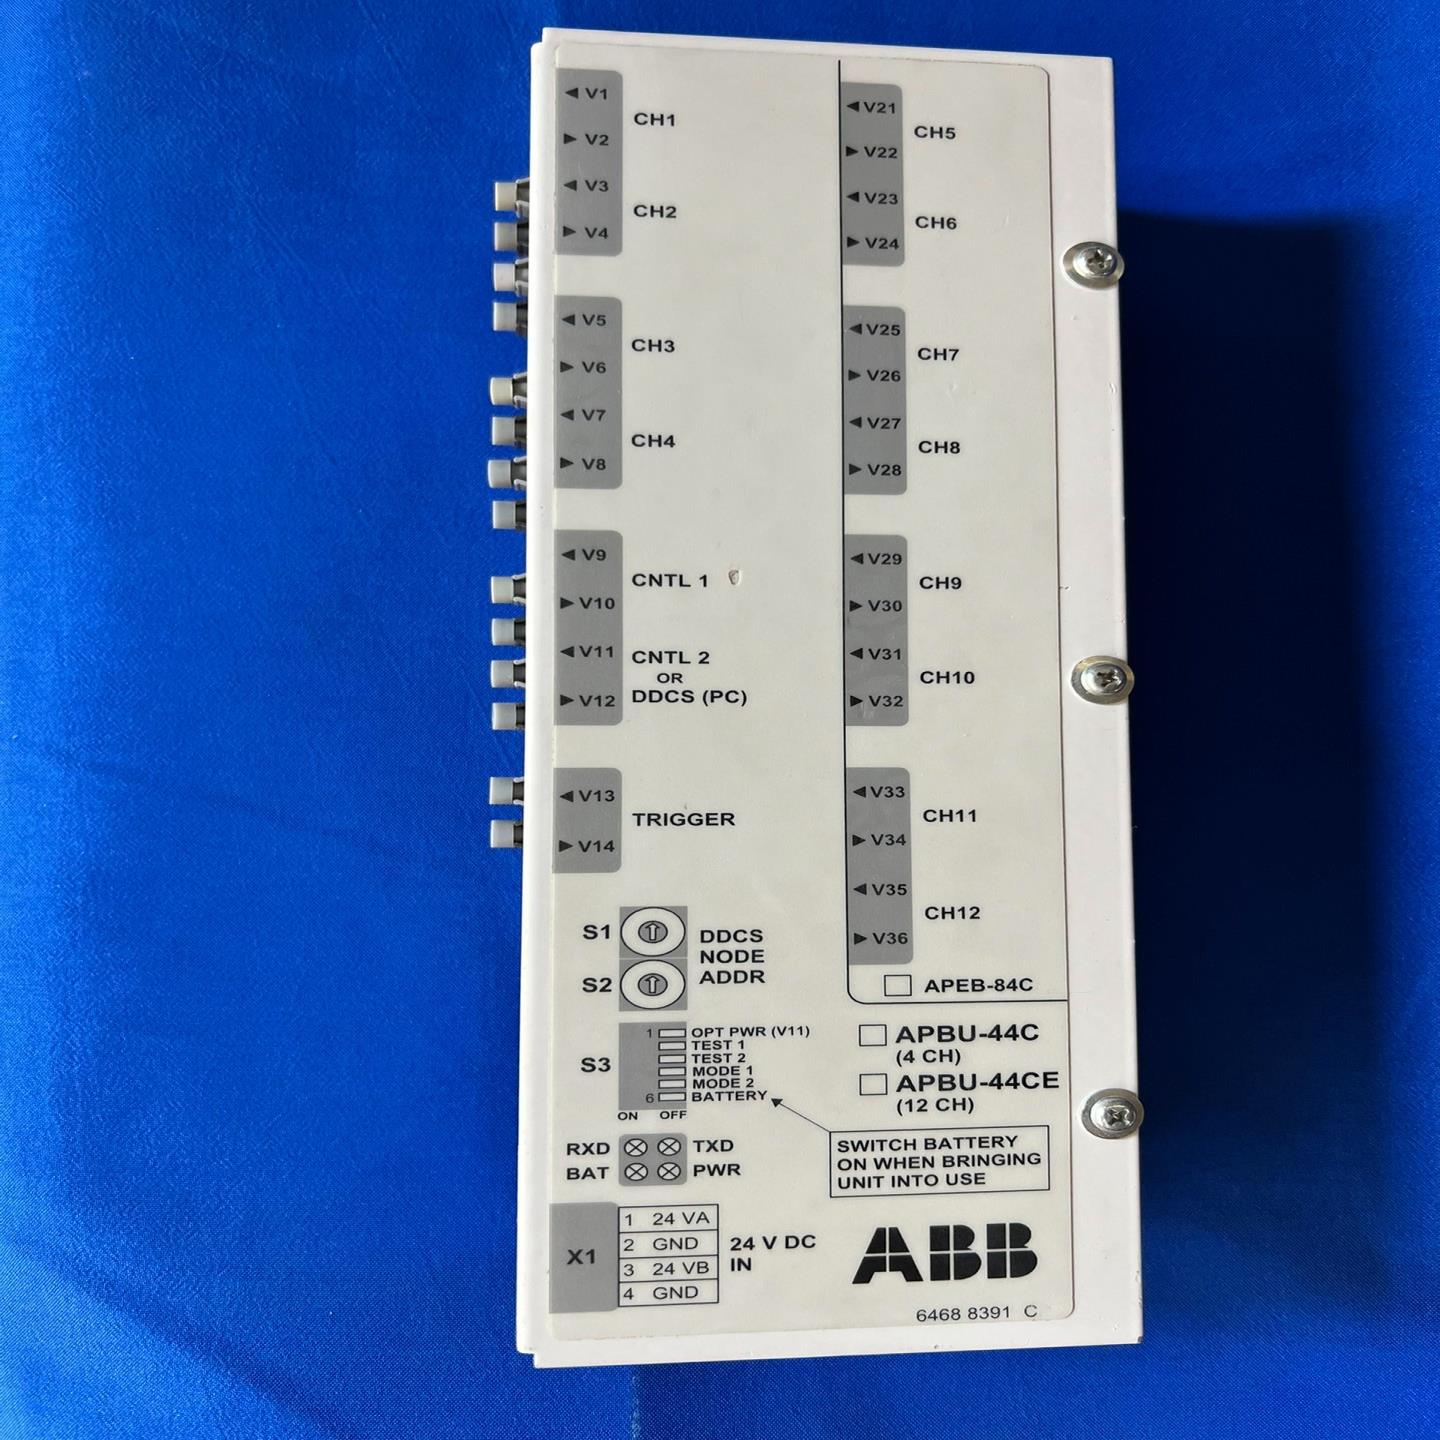 ◄ V1
CH1
► V2
◄ V3
CH2
► V4
◄ V5
CH3
► V6
◄ V7
CH4
► V8
◄ V9
CNTL 1
► V10
◄ V11
CNTL 2
OR
DDCS (PC)
► V12
◄ V13
TRIGGER
► V14
◄ V21
CH5
► V22
◄ V23
CH6
► V24
◄ V25
CH7
► V26
◄ V27
CH8
► V28
◄ V29
CH9
► V30
◄ V31
CH10
► V32
◄ V33
CH11
► V34
◄ V35
CH12
► V36
APEB-84C
S1
S2
DDCS
NODE
ADDR
S3
1 OPT PWR (V11)
TEST 1
TEST 2
MODE 1
MODE 2
6 BATTERY
ON OFF
APBU-44C
(4 CH)
APBU-44CE
(12 CH)
SWITCH BATTERY
ON WHEN BRINGING
UNIT INTO USE
RXD TXD
BAT PWR
X1
1 24 VA
2 GND
3 24 VB
4 GND
24 V DC
IN
ABB
6468 8391 C